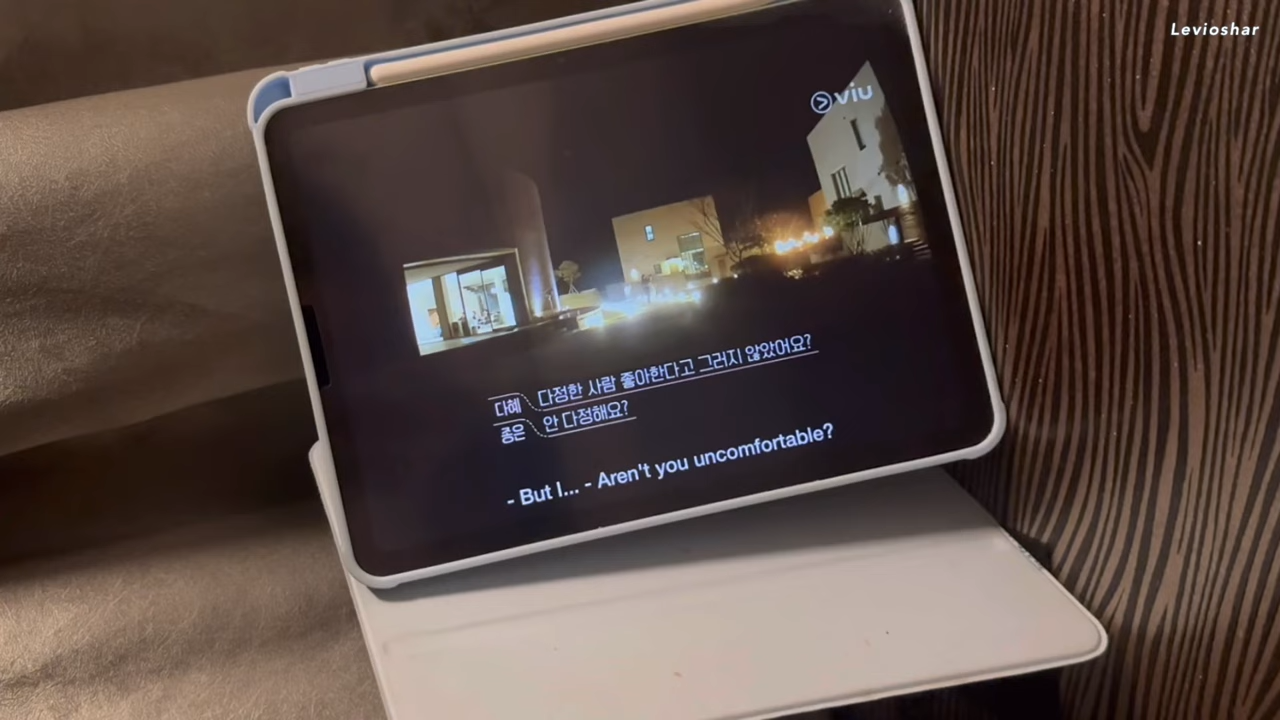 Levioshar
viu
다혜 다정한 사람 좋아한다고 그러지 않았어요?
종은 안 다정해요?
- But I... - Aren't you uncomfortable?